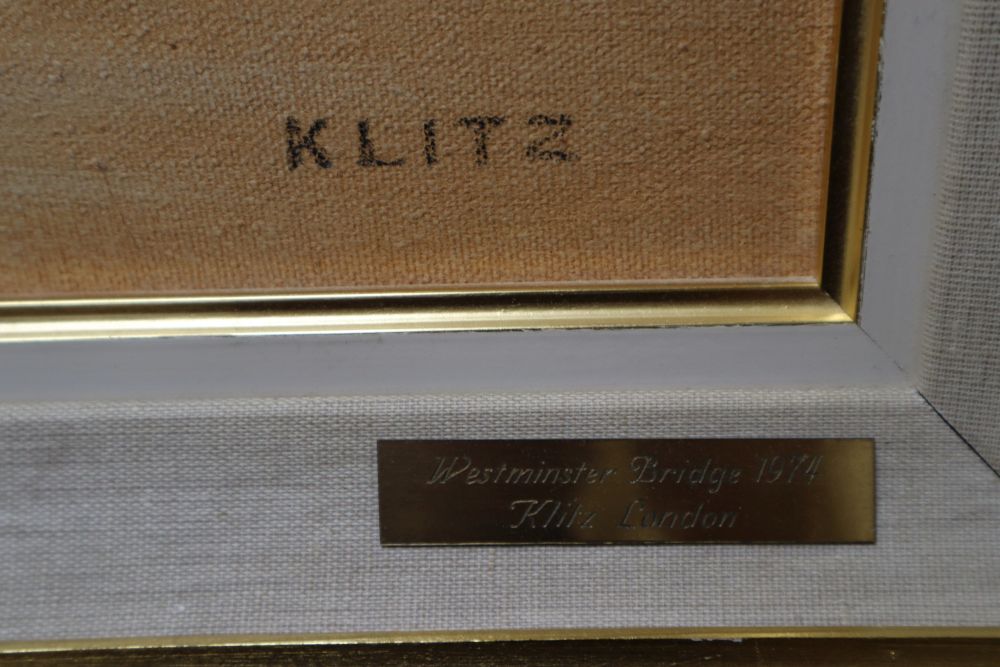 KLITZ
Westminster Bridge 1974
Klitz London